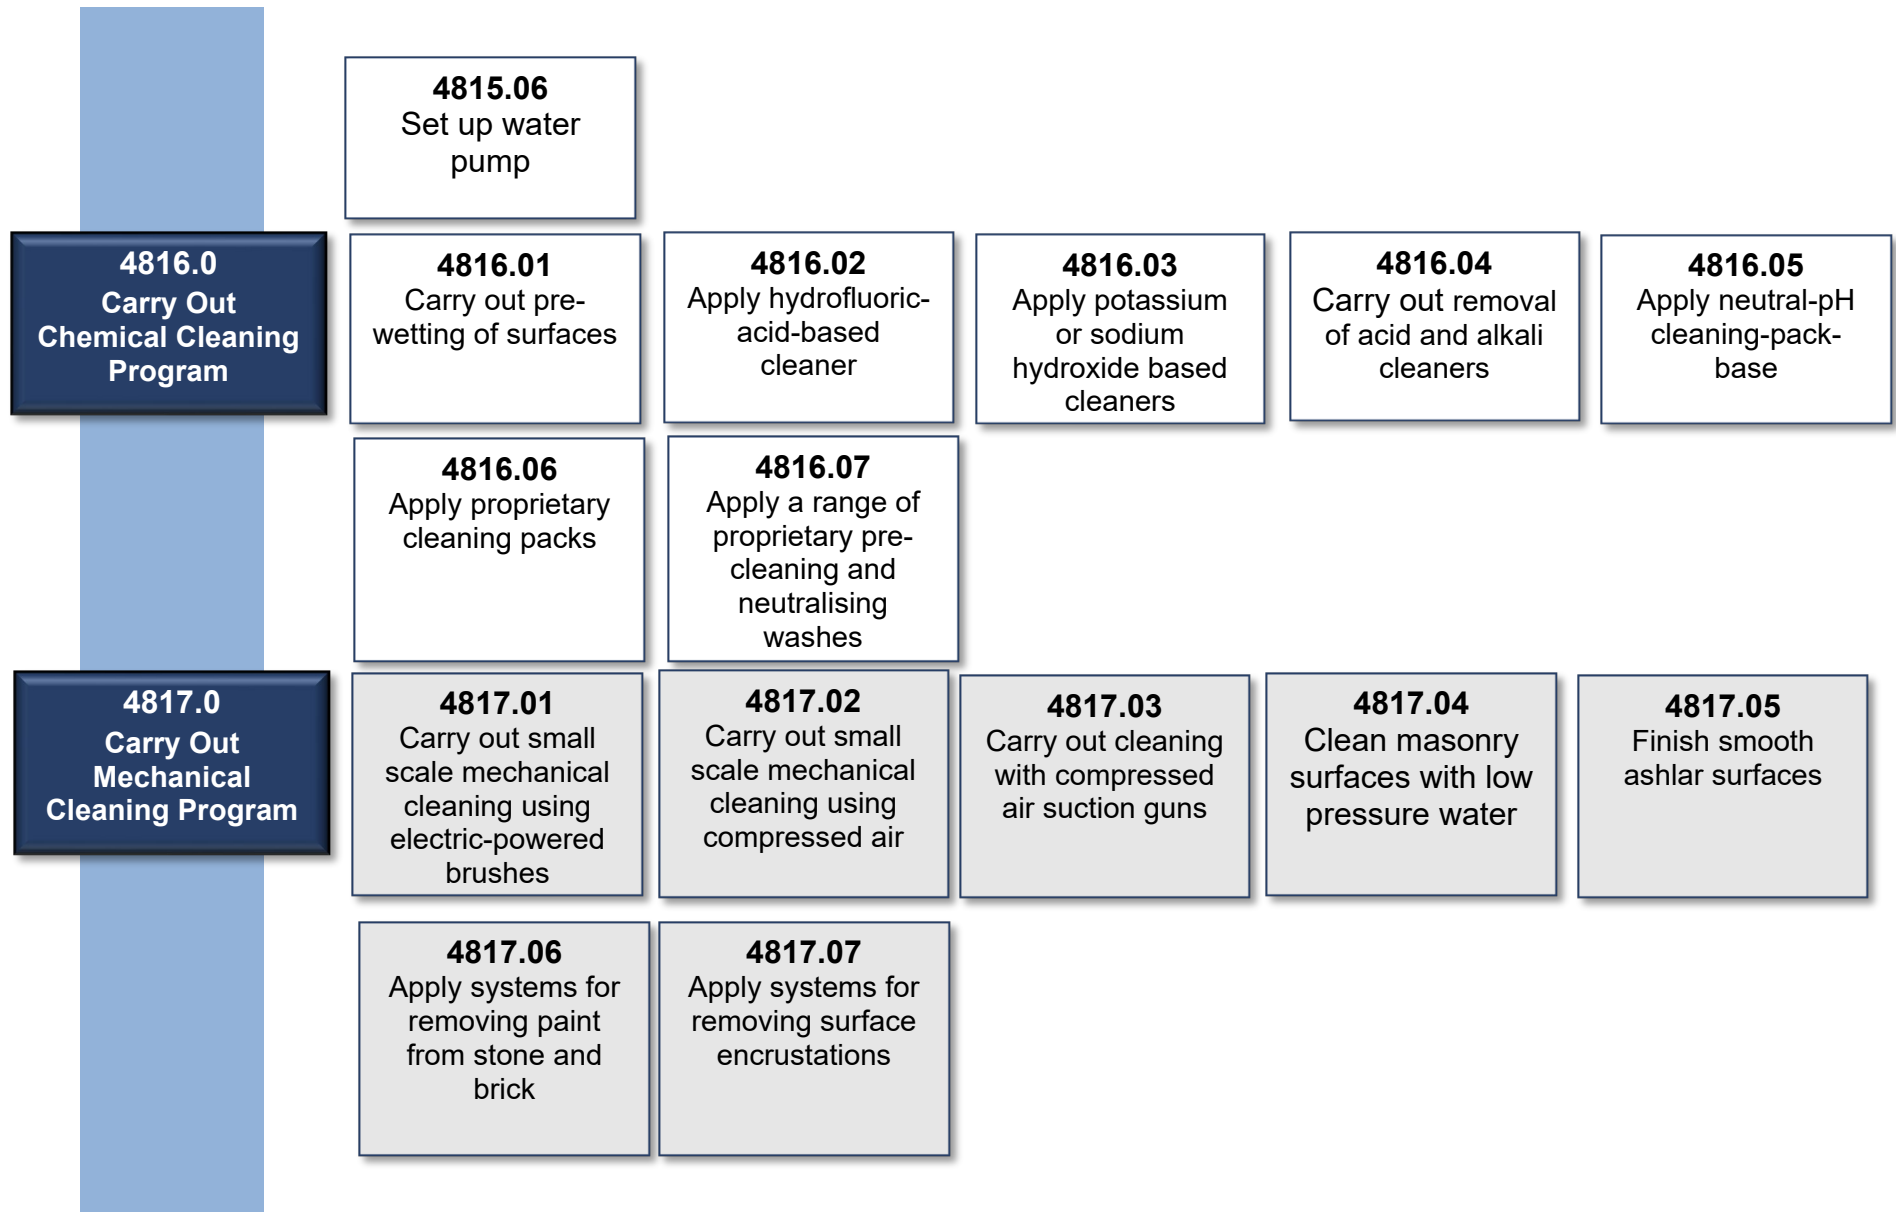 4815.06
Set up water
pump
4816.0
Carry Out
Chemical Cleaning
Program
4816.01
Carry out pre-
wetting of surfaces
4816.02
Apply hydrofluoric-
acid-based
cleaner
4816.03
Apply potassium
or sodium
hydroxide based
cleaners
4816.04
Carry out removal
of acid and alkali
cleaners
4816.05
Apply neutral-pH
cleaning-pack-
base
4816.06
Apply proprietary
cleaning packs
4816.07
Apply a range of
proprietary pre-
cleaning and
neutralising
washes
4817.0
Carry Out
Mechanical
Cleaning Program
4817.01
Carry out small
scale mechanical
cleaning using
electric-powered
brushes
4817.02
Carry out small
scale mechanical
cleaning using
compressed air
4817.03
Carry out cleaning
with compressed
air suction guns
4817.04
Clean masonry
surfaces with low
pressure water
4817.05
Finish smooth
ashlar surfaces
4817.06
Apply systems for
removing paint
from stone and
brick
4817.07
Apply systems for
removing surface
encrustations